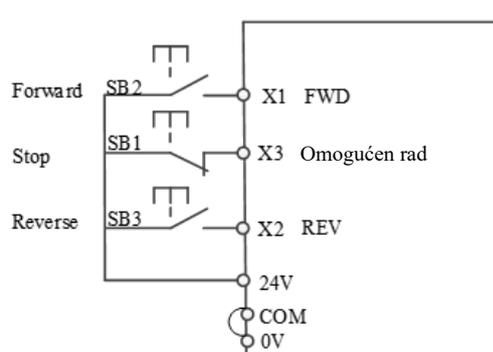 Forward SB2 X1 FWD
Stop SB1 X3 Omogućen rad
Reverse SB3 X2 REV
24V
COM
0V